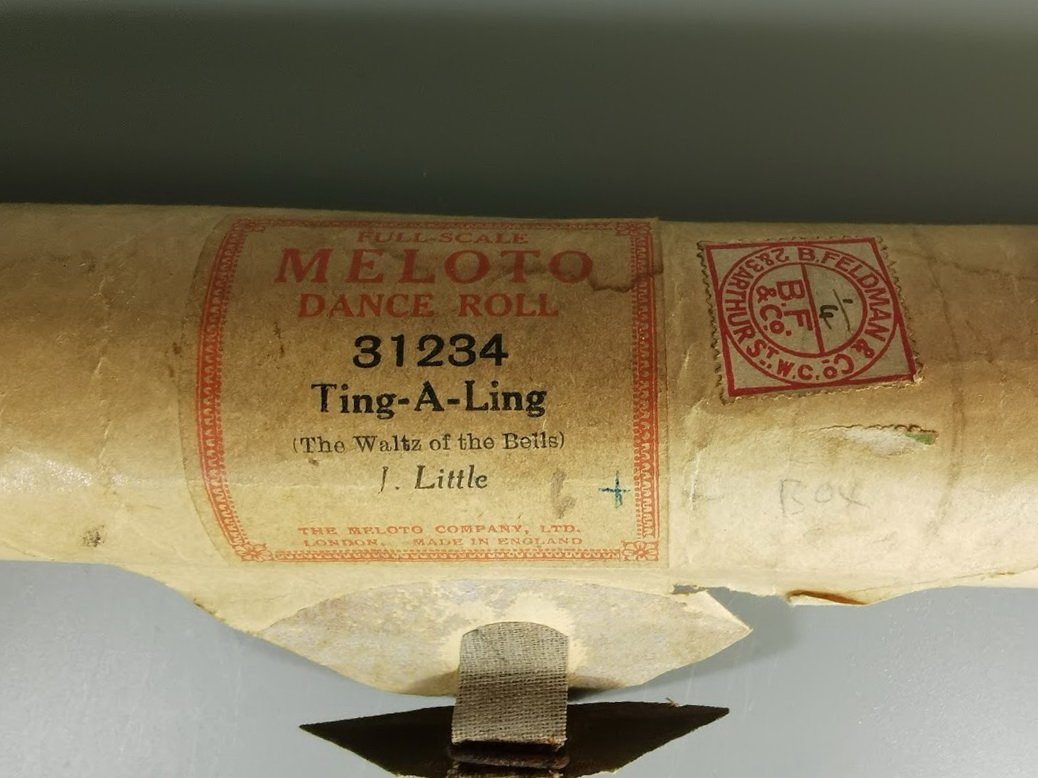 FULL-SCALE
MELOTO
DANCE ROLL
31234
Ting-A-Ling
(The Waltz of the Bells)
J. Little
6 +
THE MELOTO COMPANY, LTD.
LONDON. MADE IN ENGLAND
B. FELDMAN & Co
2&3 ARTHUR ST. W.C.
B.F
& Co.
BOX